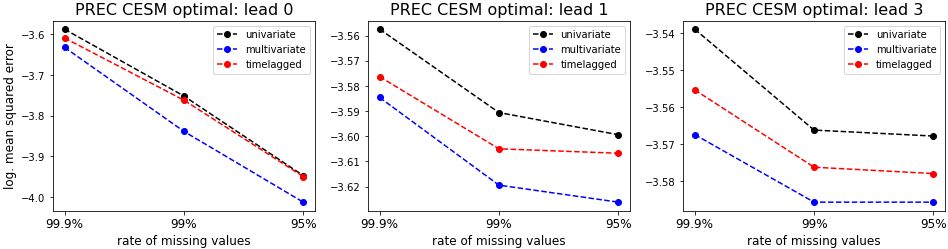 PREC CESM optimal: lead 0
−3.6
−3.7
−3.8
−3.9
−4.0
log. mean squared error
univariate
multivariate
timelagged
99.9%
99%
95%
rate of missing values
PREC CESM optimal: lead 1
−3.56
−3.57
−3.58
−3.59
−3.60
−3.61
−3.62
univariate
multivariate
timelagged
99.9%
99%
95%
rate of missing values
PREC CESM optimal: lead 3
−3.54
−3.55
−3.56
−3.57
−3.58
univariate
multivariate
timelagged
99.9%
99%
95%
rate of missing values